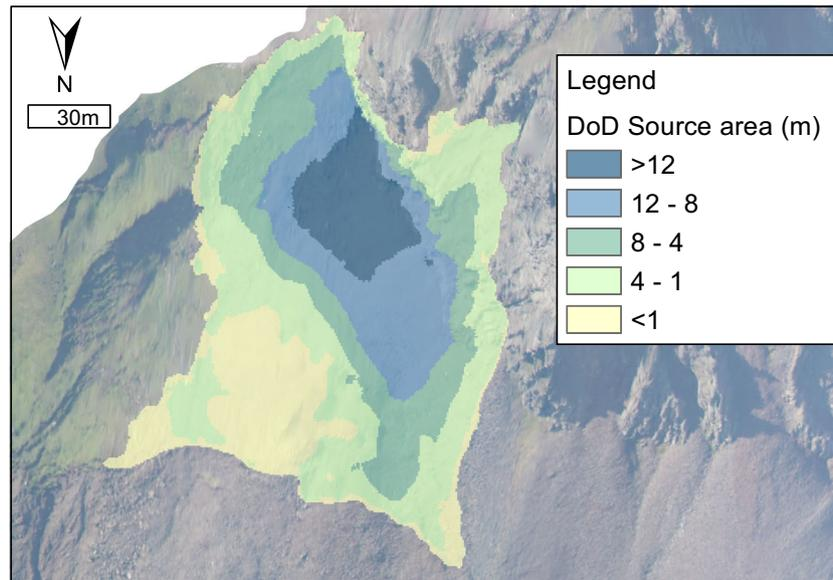 N
30m
Legend
DoD Source area (m)
>12
12 - 8
8 - 4
4 - 1
<1